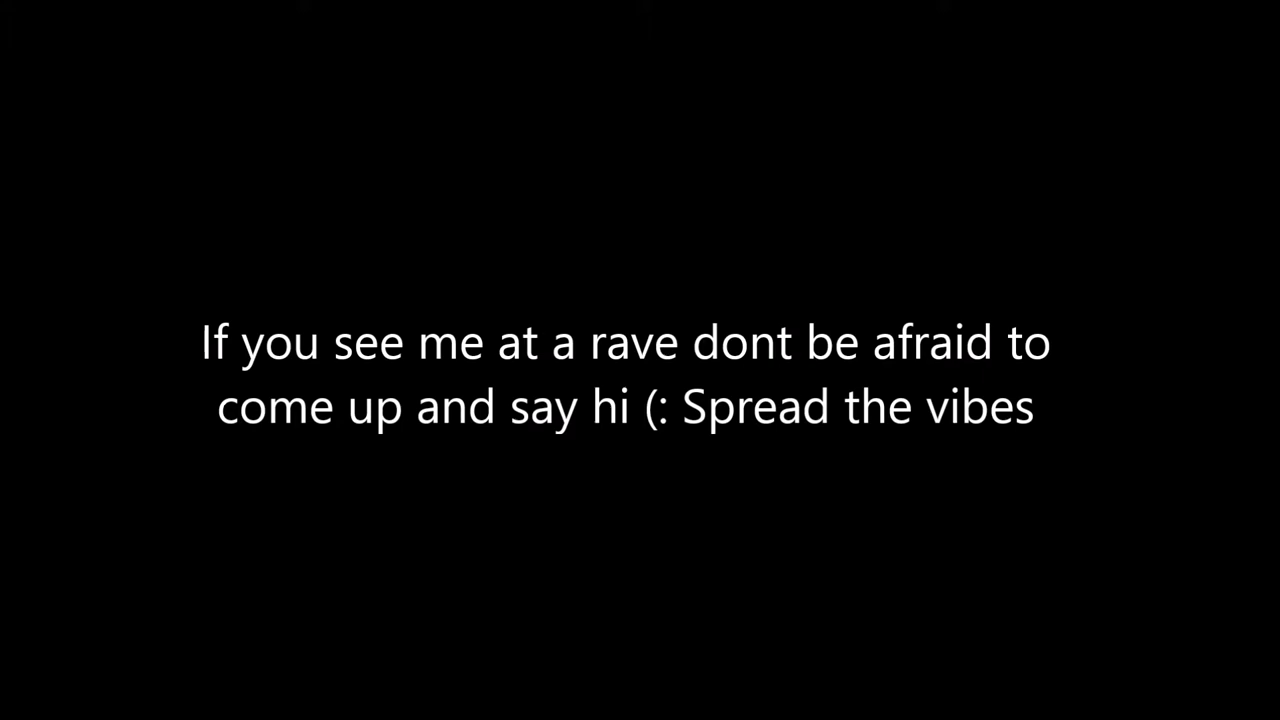 If you see me at a rave dont be afraid to
come up and say hi (: Spread the vibes